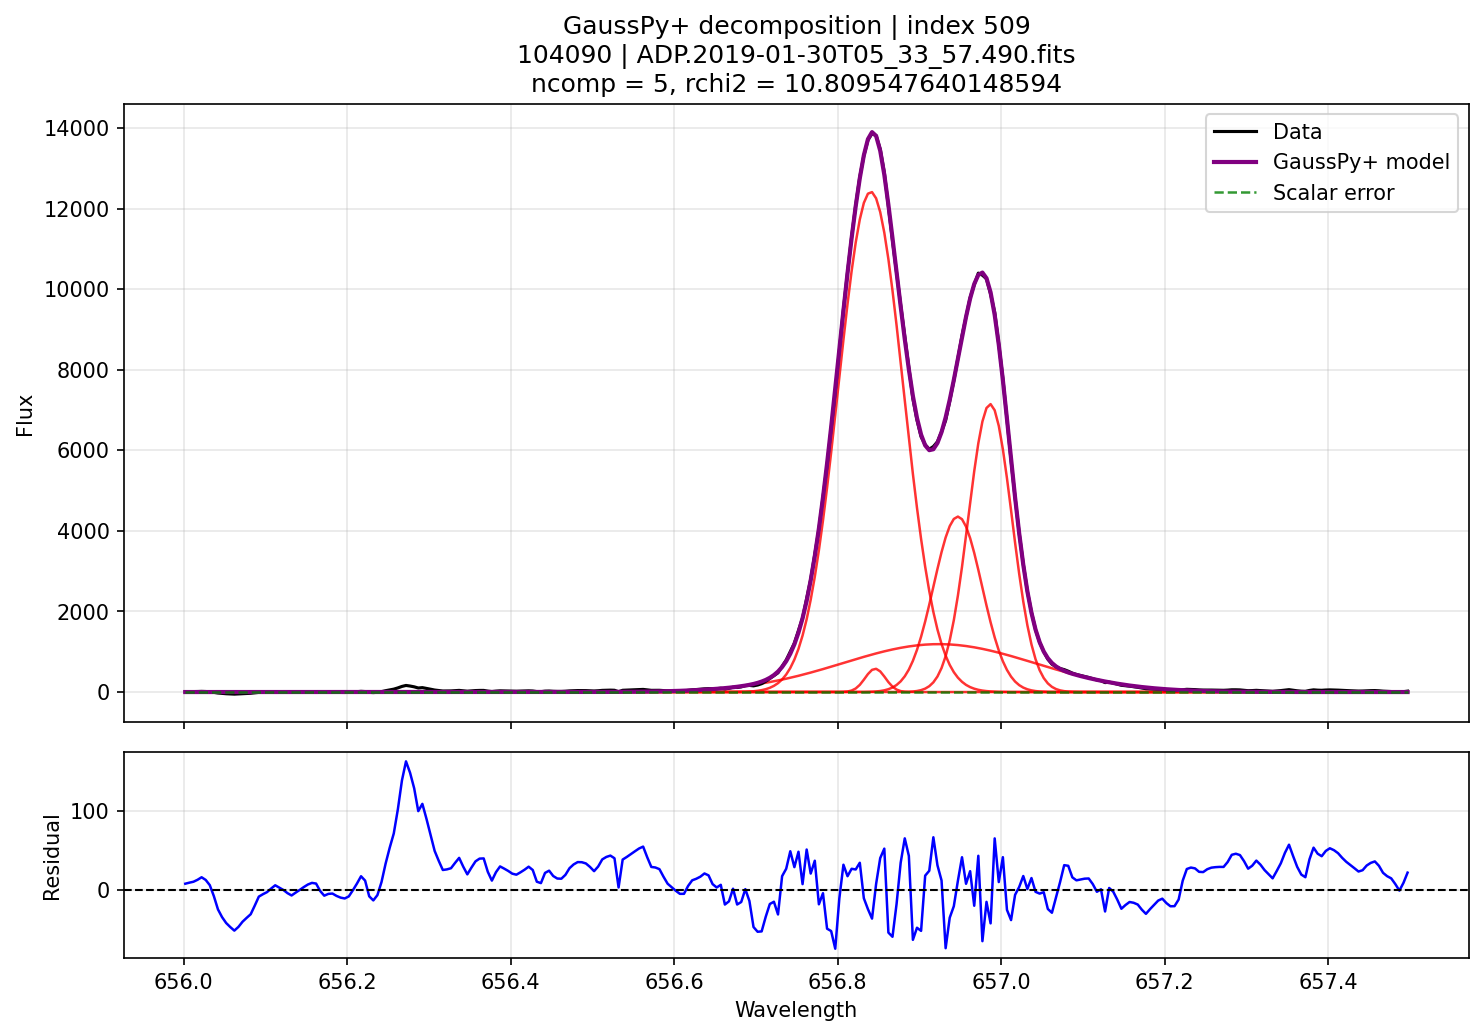 GaussPy+ decomposition | index 509
104090 | ADP.2019-01-30T05_33_57.490.fits
ncomp = 5, rchi2 = 10.809547640148594
14000
12000
10000
8000
6000
4000
2000
0
Flux
Data
GaussPy+ model
Scalar error
100
0
Residual
656.0
656.2
656.4
656.6
656.8
657.0
657.2
657.4
Wavelength